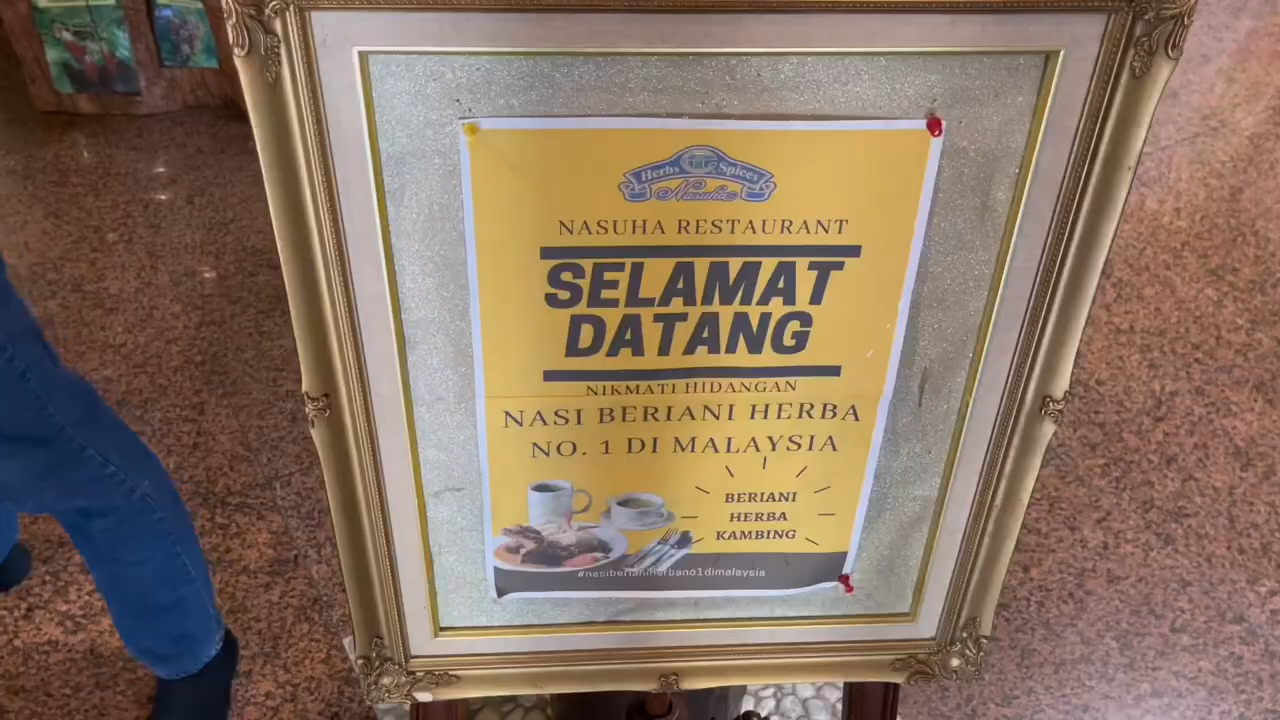 Herbs Spices
Nasuha
NASUHA RESTAURANT
SELAMAT
DATANG
NIKMATI HIDANGAN
NASI BERIANI HERBA
NO. 1 DI MALAYSIA
BERIANI
HERBA
KAMBING
#nasiberianiherbano1dimalaysia